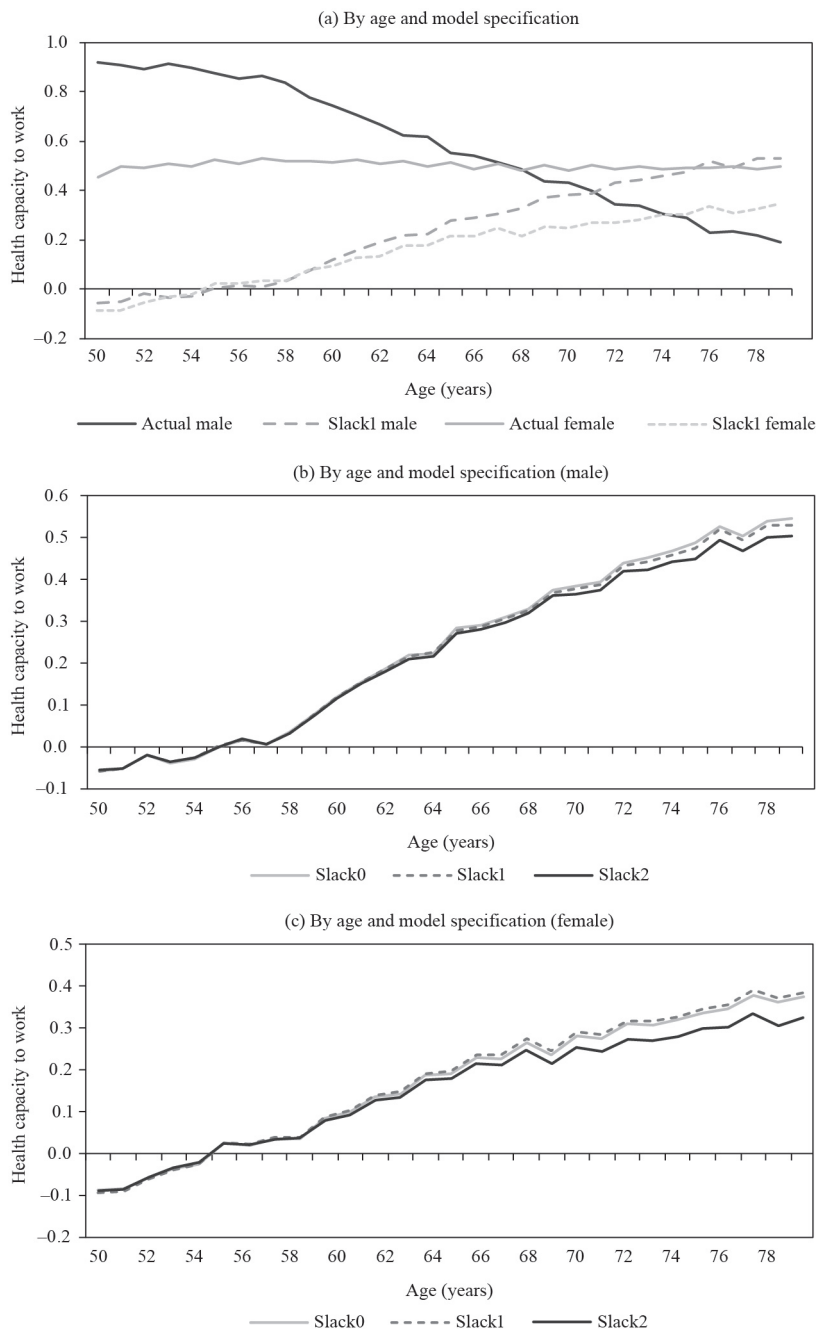 (a) By age and model specification
Health capacity to work
1.0
0.8
0.6
0.4
0.2
0.0
–0.2
50 52 54 56 58 60 62 64 66 68 70 72 74 76 78
Age (years)
Actual male Slack1 male Actual female Slack1 female
(b) By age and model specification (male)
Health capacity to work
0.6
0.5
0.4
0.3
0.2
0.1
0.0
–0.1
50 52 54 56 58 60 62 64 66 68 70 72 74 76 78
Age (years)
Slack0 Slack1 Slack2
(c) By age and model specification (female)
Health capacity to work
0.5
0.4
0.3
0.2
0.1
0.0
–0.1
–0.2
50 52 54 56 58 60 62 64 66 68 70 72 74 76 78
Age (years)
Slack0 Slack1 Slack2